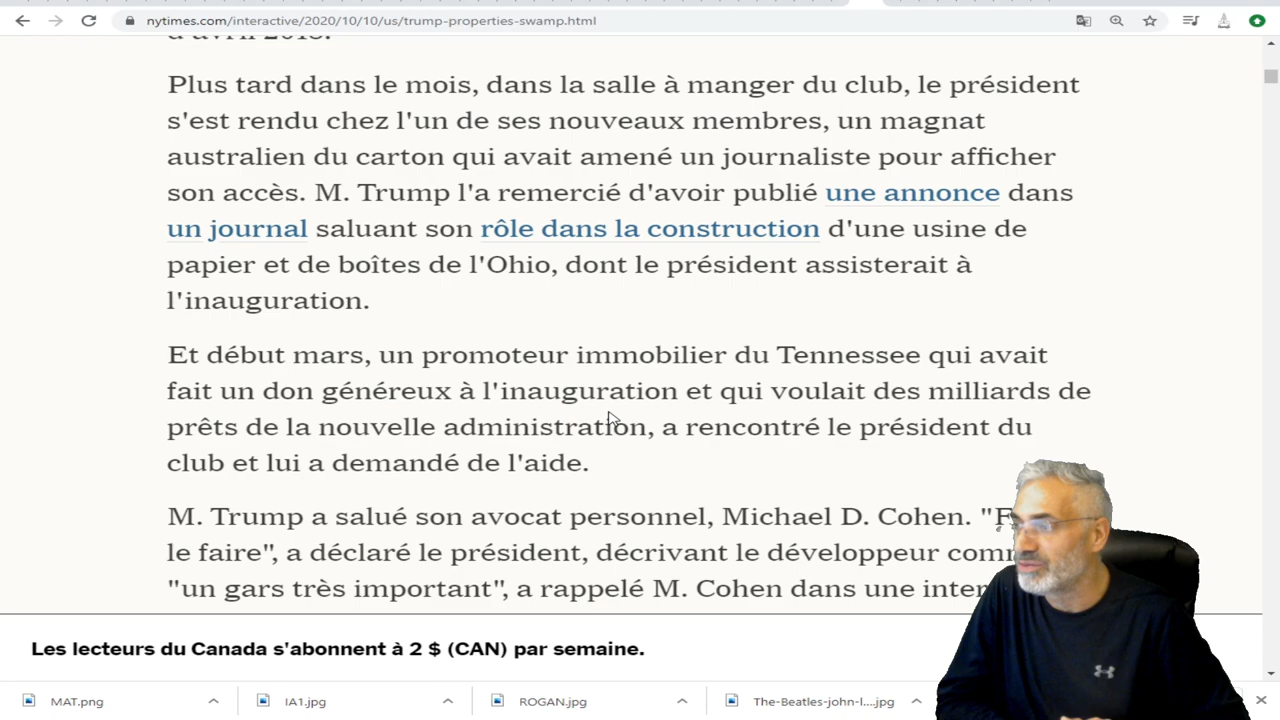 nytimes.com/interactive/2020/10/10/us/trump-properties-swamp.html
d'avril 2018.
Plus tard dans le mois, dans la salle à manger du club, le président
s'est rendu chez l'un de ses nouveaux membres, un magnat
australien du carton qui avait amené un journaliste pour afficher
son accès. M. Trump l'a remercié d'avoir publié une annonce dans
un journal saluant son rôle dans la construction d'une usine de
papier et de boîtes de l'Ohio, dont le président assisterait à
l'inauguration.
Et début mars, un promoteur immobilier du Tennessee qui avait
fait un don généreux à l'inauguration et qui voulait des milliards de
prêts de la nouvelle administration, a rencontré le président du
club et lui a demandé de l'aide.
M. Trump a salué son avocat personnel, Michael D. Cohen.
le faire", a déclaré le président, décrivant le développeur
"un gars très important", a rappelé M. Cohen dans une
Les lecteurs du Canada s'abonnent à 2 $ (CAN) par semaine.
MAT.png
IA1.jpg
ROGAN.jpg
The-Beatles-john-l....jpg